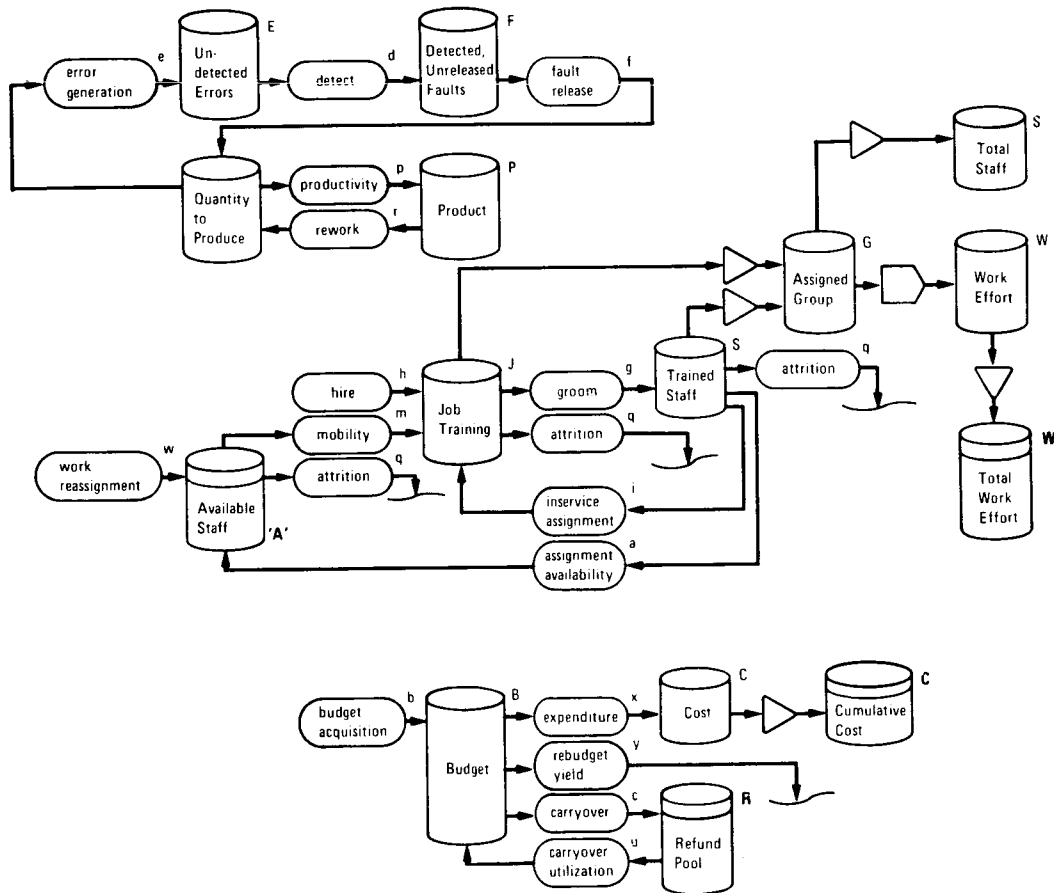 E
F
e
d
f
error
generation
Un-
detected
Errors
detect
Detected,
Unreleased
Faults
fault
release
S
Total
Staff
p
P
Quantity
to
Produce
productivity
r
rework
Product
G
Assigned
Group
W
Work
Effort
h
hire
m
mobility
J
Job
Training
g
groom
q
attrition
S
Trained
Staff
q
attrition
w
work
reassignment
Available
Staff
'A'
q
attrition
i
inservice
assignment
a
assignment
availability
W
Total
Work
Effort
b
budget
acquisition
B
Budget
x
expenditure
C
Cost
C
Cumulative
Cost
y
rebudget
yield
c
carryover
R
Refund
Pool
u
carryover
utilization